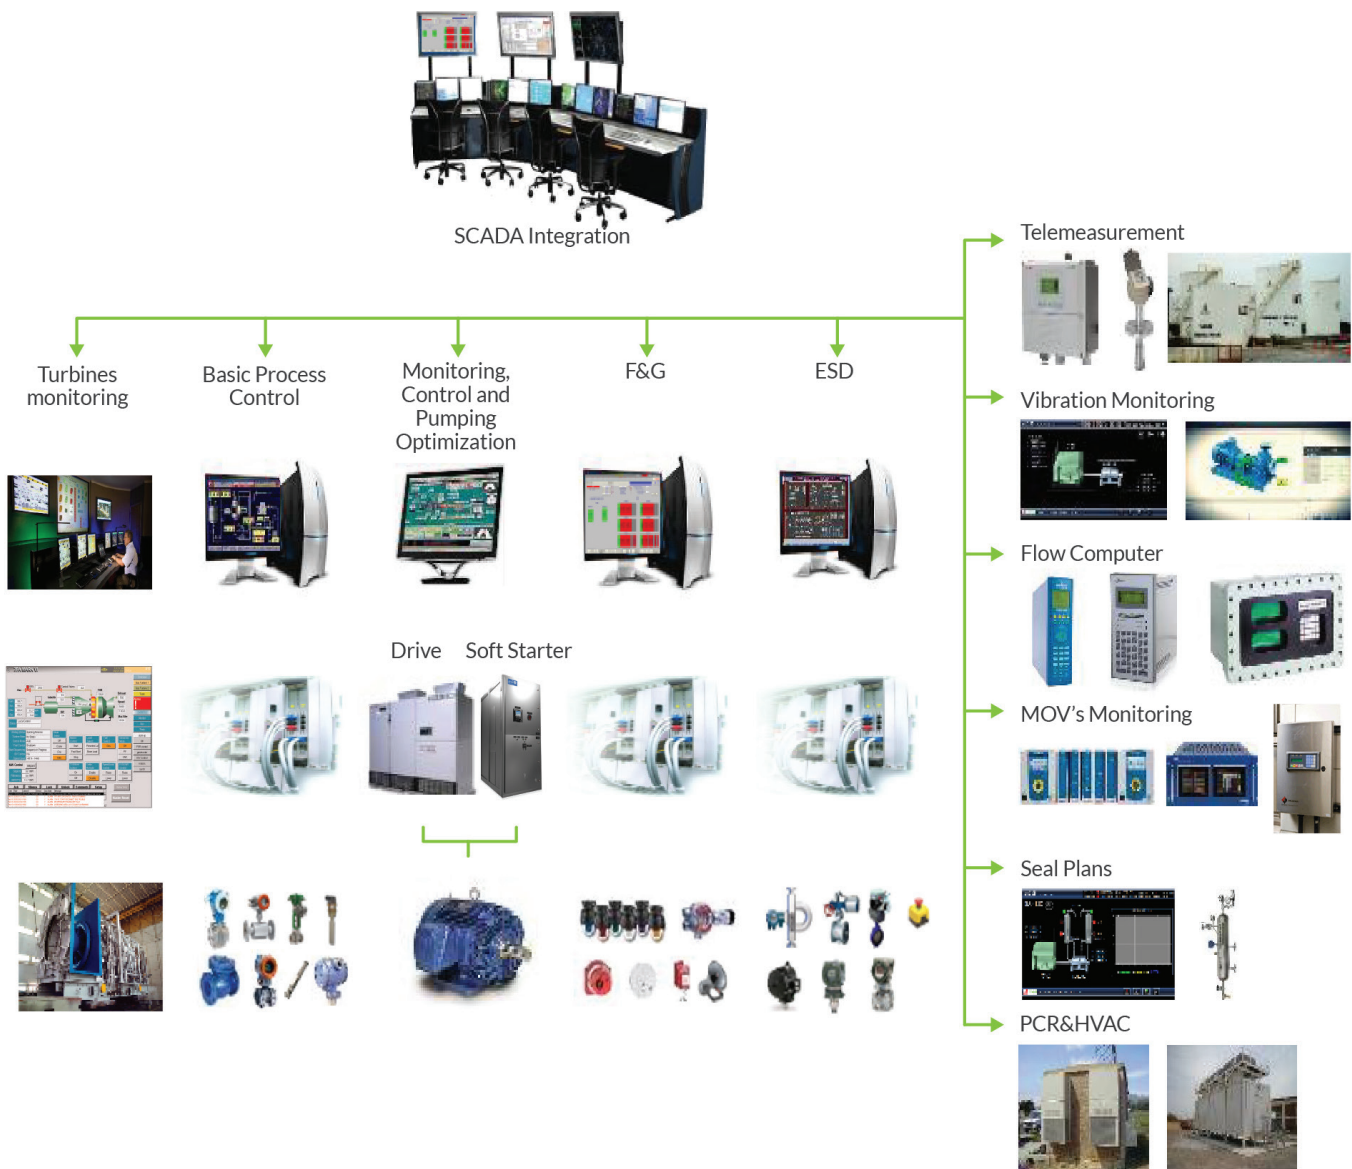 SCADA Integration
Turbines
monitoring
Basic Process
Control
Monitoring,
Control and
Pumping
Optimization
F&G
ESD
Drive
Soft Starter
Telemeasurement
Vibration Monitoring
Flow Computer
MOV's Monitoring
Seal Plans
PCR&HVAC